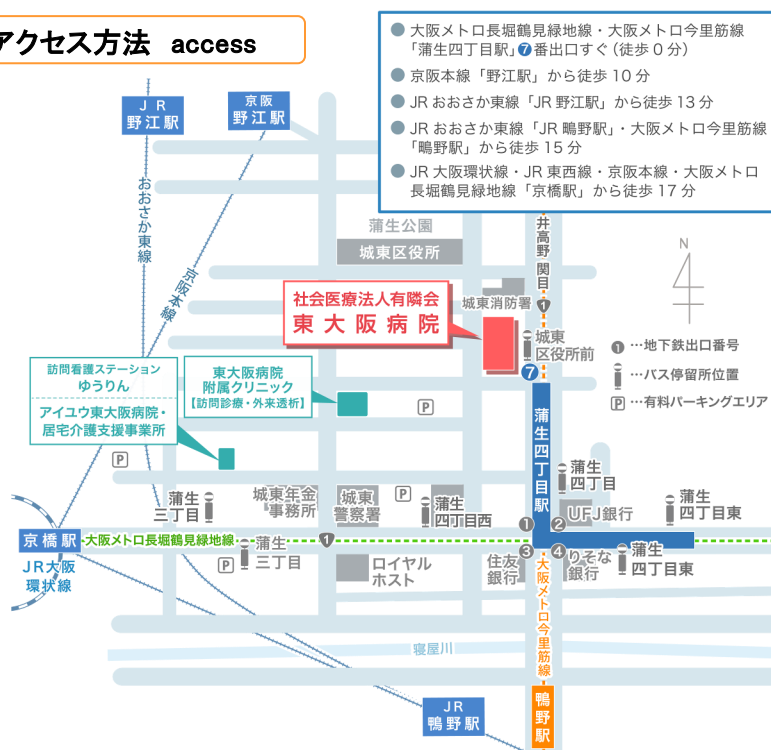 アクセス方法 access
● 大阪メトロ長堀鶴見緑地線・大阪メトロ今里筋線
「蒲生四丁目駅」❼番出口すぐ（徒歩０分）
● 京阪本線「野江駅」から徒歩 10 分
● JR おおさか東線「JR 野江駅」から徒歩 13 分
● JR おおさか東線「JR 鴫野駅」・大阪メトロ今里筋線
「鴫野駅」から徒歩 15 分
● JR 大阪環状線・JR 東西線・京阪本線・大阪メトロ
長堀鶴見緑地線「京橋駅」から徒歩 17 分
ＪＲ
野江駅
京阪
野江駅
おおさか東線
京阪本線
蒲生公園
城東区役所
井高野
関目
1
N
社会医療法人有隣会
東大阪病院
城東消防署
城東
区役所前
❼
❶…地下鉄出口番号
…バス停留所位置
P…有料パーキングエリア
訪問看護ステーション
ゆうりん
アイユウ東大阪病院・
居宅介護支援事業所
東大阪病院
附属クリニック
【訪問診療・外来透析】
P
P
P
P
蒲生四丁目駅
蒲生
三丁目
城東年金
事務所
城東
警察署
蒲生
四丁目西
蒲生
四丁目
UFJ銀行
蒲生
四丁目東
❶
❷
❸
❹
京橋駅
大阪メトロ長堀鶴見緑地線
1
JR大阪
環状線
蒲生
三丁目
ロイヤル
ホスト
住友
銀行
りそな
銀行
蒲生
四丁目東
大阪メトロ今里筋線
寝屋川
JR
鴫野駅
鴫野駅